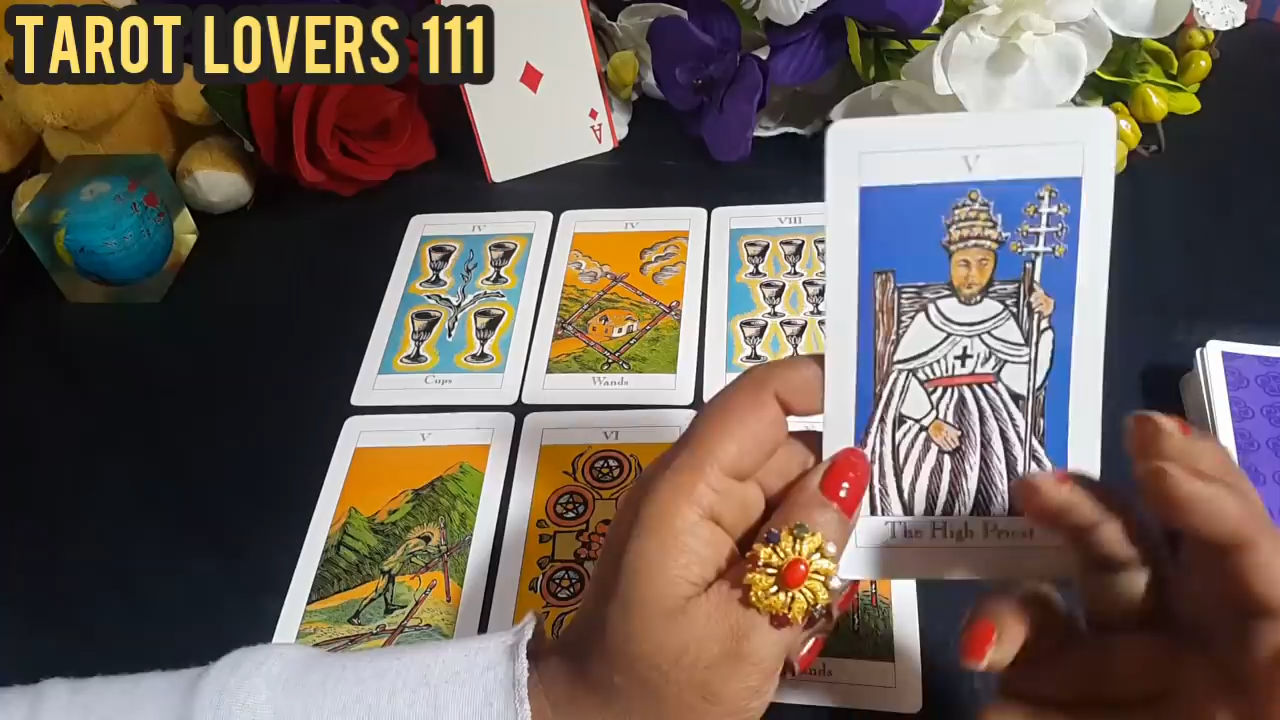 TAROT LOVERS 111
A
IV
IV
VIII
V
Cups
Wands
V
VI
The High Priest